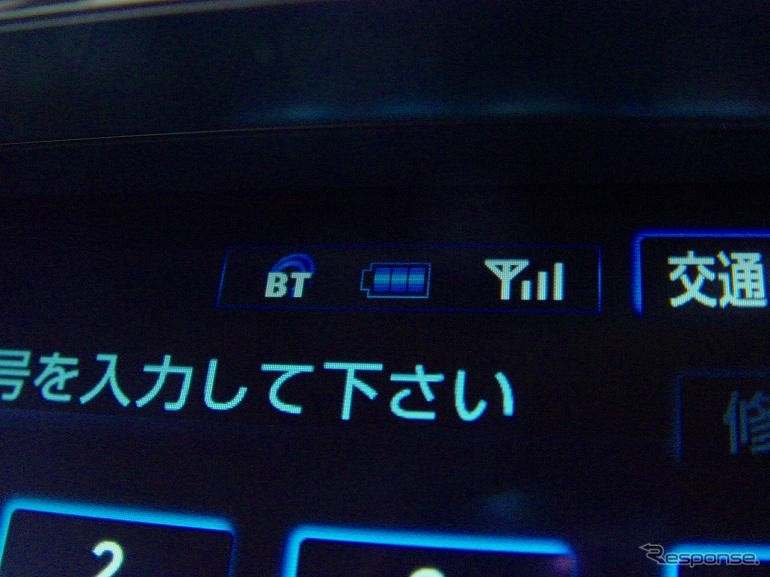 BT
交通
号を入力して下さい
修
2
Response.